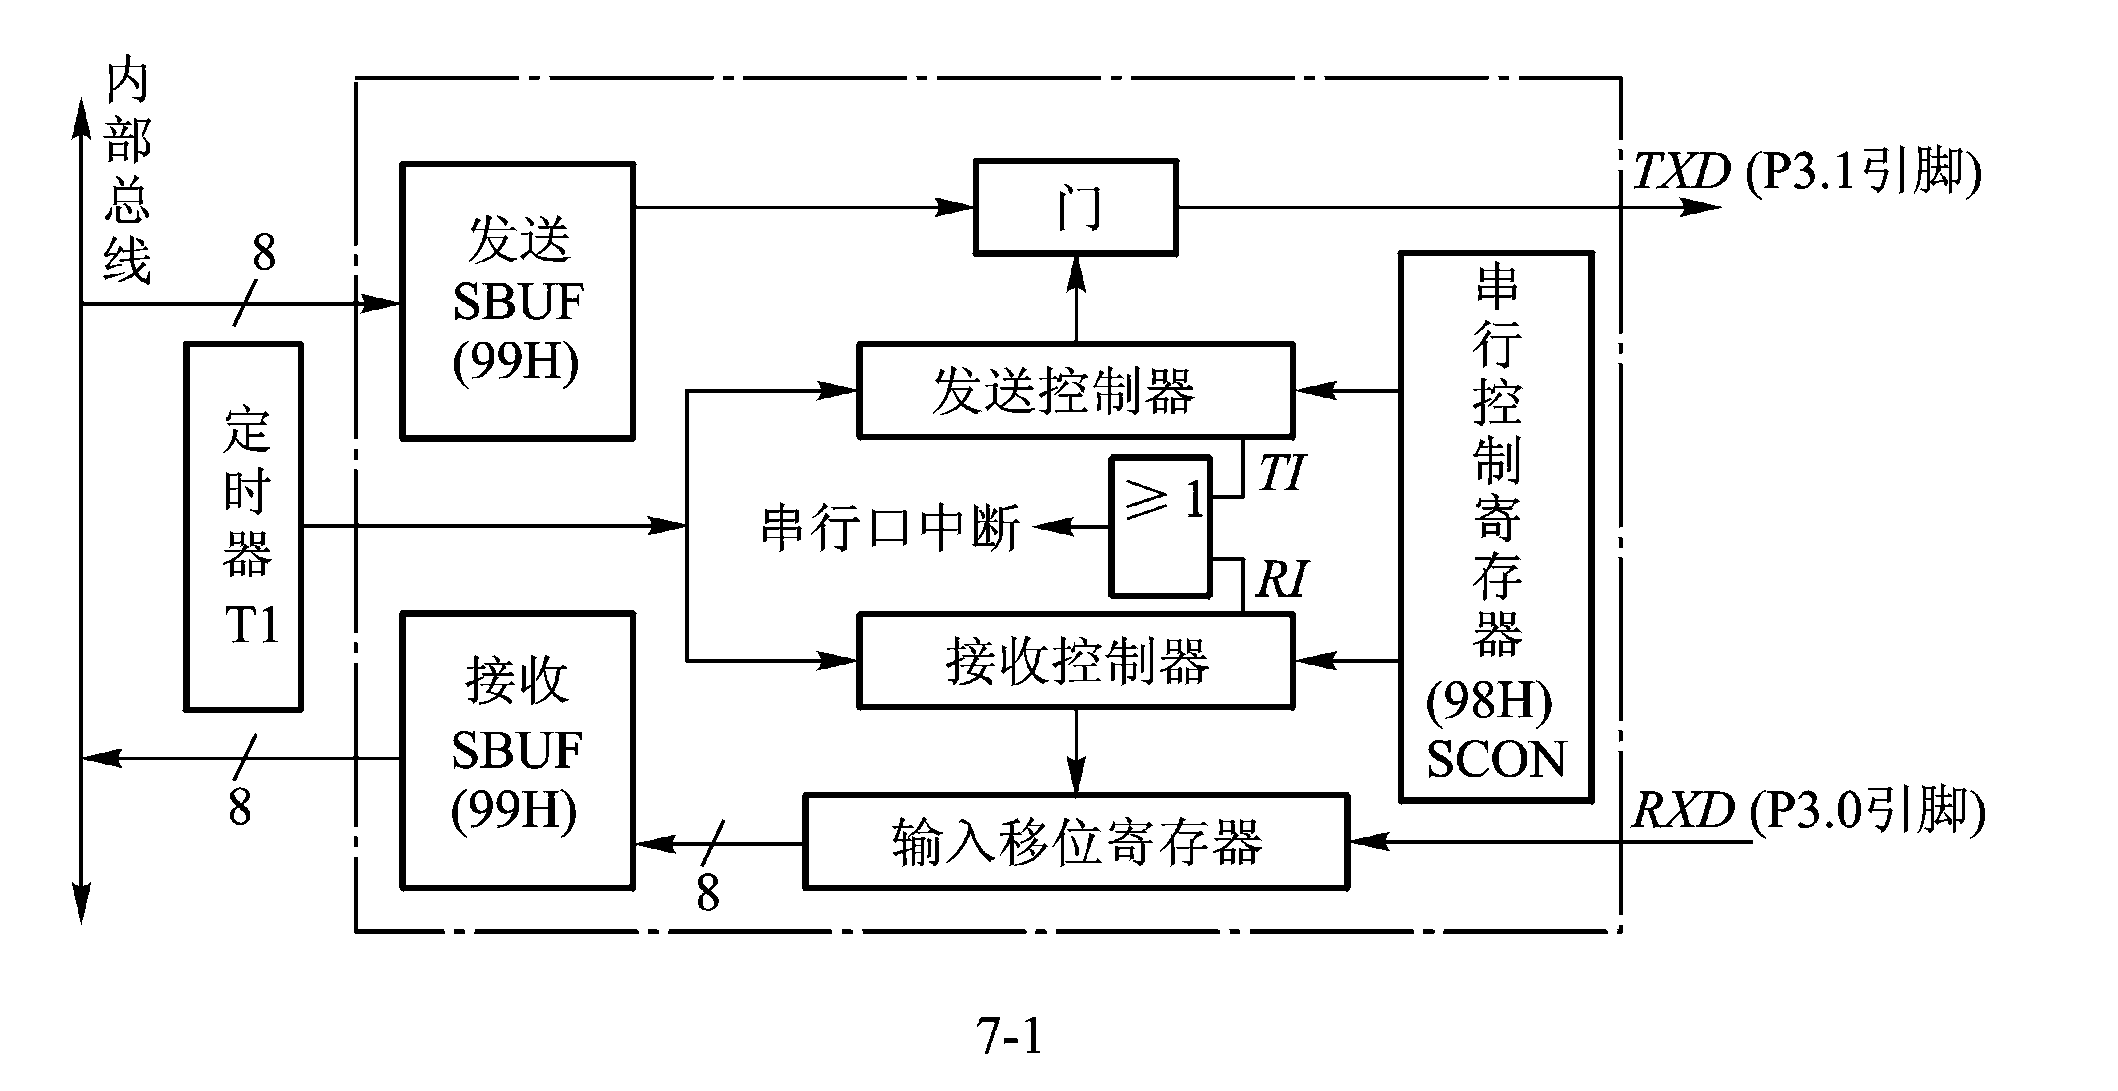 内部总线
8
发送
SBUF
(99H)
门
TXD (P3.1引脚)
定时器
T1
发送控制器
TI
≥1
串行口中断
RI
接收控制器
串行控制寄存器
(98H)
SCON
接收
SBUF
(99H)
8
8
输入移位寄存器
RXD (P3.0引脚)
7-1